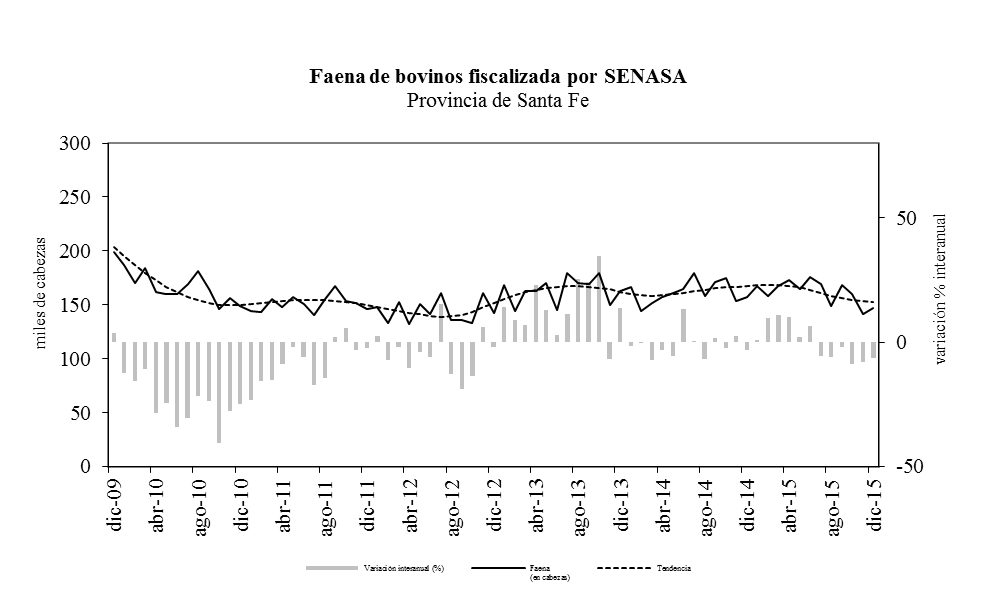 Faena de bovinos fiscalizada por SENASA
Provincia de Santa Fe
300
250
200
150
100
50
0
miles de cabezas
50
0
-50
variación % interanual
dic-09
abr-10
ago-10
dic-10
abr-11
ago-11
dic-11
abr-12
ago-12
dic-12
abr-13
ago-13
dic-13
abr-14
ago-14
dic-14
abr-15
ago-15
dic-15
Variación interanual (%)
Faena
(en cabezas)
Tendencia